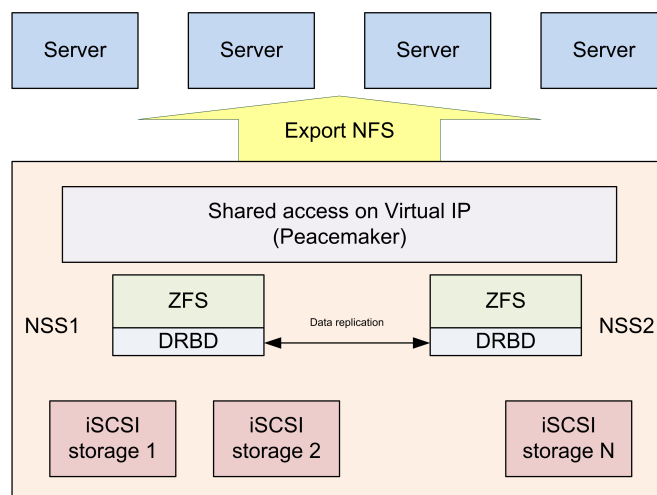 Server
Server
Server
Server
Export NFS
Shared access on Virtual IP
(Peacemaker)
ZFS
ZFS
NSS1
NSS2
DRBD
Data replication
DRBD
iSCSI
storage 1
iSCSI
storage 2
iSCSI
storage N